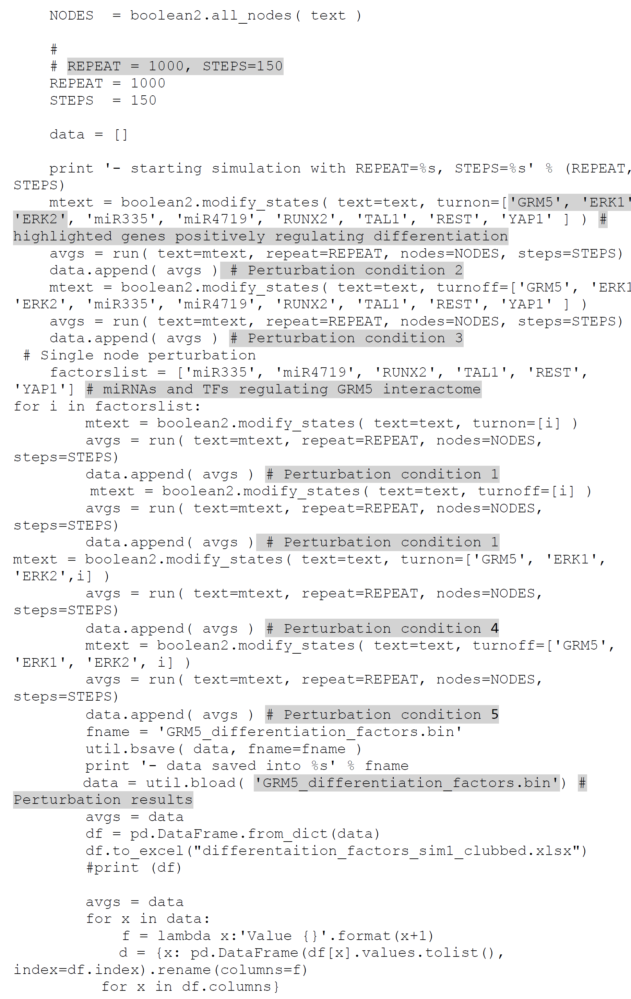 NODES  = boolean2.all_nodes( text )
#
# REPEAT = 1000, STEPS=150
REPEAT = 1000
STEPS  = 150
data = []
print '- starting simulation with REPEAT=%s, STEPS=%s' % (REPEAT,
STEPS)
mtext = boolean2.modify_states( text=text, turnon=['GRM5', 'ERK1'
'ERK2', 'miR335', 'miR4719', 'RUNX2', 'TAL1', 'REST', 'YAP1' ] ) #
highlighted genes positively regulating differentiation
avgs = run( text=mtext, repeat=REPEAT, nodes=NODES, steps=STEPS)
data.append( avgs ) # Perturbation condition 2
mtext = boolean2.modify_states( text=text, turnoff=['GRM5', 'ERK1
'ERK2', 'miR335', 'miR4719', 'RUNX2', 'TAL1', 'REST', 'YAP1' ] )
avgs = run( text=mtext, repeat=REPEAT, nodes=NODES, steps=STEPS)
data.append( avgs ) # Perturbation condition 3
# Single node perturbation
factorslist = ['miR335', 'miR4719', 'RUNX2', 'TAL1', 'REST',
'YAP1'] # miRNAs and TFs regulating GRM5 interactome
for i in factorslist:
mtext = boolean2.modify_states( text=text, turnon=[i] )
avgs = run( text=mtext, repeat=REPEAT, nodes=NODES,
steps=STEPS)
data.append( avgs ) # Perturbation condition 1
mtext = boolean2.modify_states( text=text, turnoff=[i] )
avgs = run( text=mtext, repeat=REPEAT, nodes=NODES,
steps=STEPS)
data.append( avgs ) # Perturbation condition 1
mtext = boolean2.modify_states( text=text, turnon=['GRM5', 'ERK1',
'ERK2',i] )
avgs = run( text=mtext, repeat=REPEAT, nodes=NODES,
steps=STEPS)
data.append( avgs ) # Perturbation condition 4
mtext = boolean2.modify_states( text=text, turnoff=['GRM5',
'ERK1', 'ERK2', i] )
avgs = run( text=mtext, repeat=REPEAT, nodes=NODES,
steps=STEPS)
data.append( avgs ) # Perturbation condition 5
fname = 'GRM5_differentiation_factors.bin'
util.bsave( data, fname=fname )
print '- data saved into %s' % fname
data = util.bload( 'GRM5_differentiation_factors.bin') #
Perturbation results
avgs = data
df = pd.DataFrame.from_dict(data)
df.to_excel("differentaition_factors_sim1_clubbed.xlsx")
#print (df)
avgs = data
for x in data:
f = lambda x:'Value {}'.format(x+1)
d = {x: pd.DataFrame(df[x].values.tolist(),
index=df.index).rename(columns=f)
for x in df.columns}